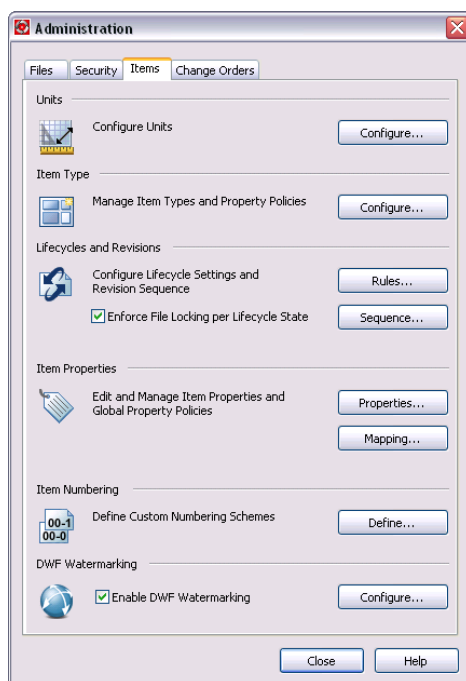 Administration
Files Security Items Change Orders
Units
Configure Units
Configure...
Item Type
Manage Item Types and Property Policies
Configure...
Lifecycles and Revisions
Configure Lifecycle Settings and
Revision Sequence
Rules...
Enforce File Locking per Lifecycle State
Sequence...
Item Properties
Edit and Manage Item Properties and
Global Property Policies
Properties...
Mapping...
Item Numbering
00-1
00-0
Define Custom Numbering Schemes
Define...
DWF Watermarking
Enable DWF Watermarking
Configure...
Close Help